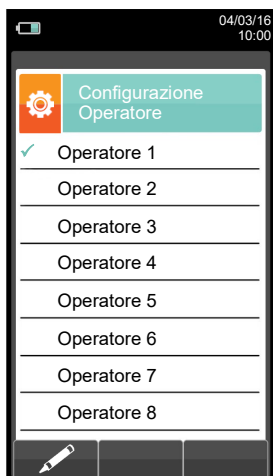 04/03/16
10:00
Configurazione
Operatore
Operatore 1
Operatore 2
Operatore 3
Operatore 4
Operatore 5
Operatore 6
Operatore 7
Operatore 8